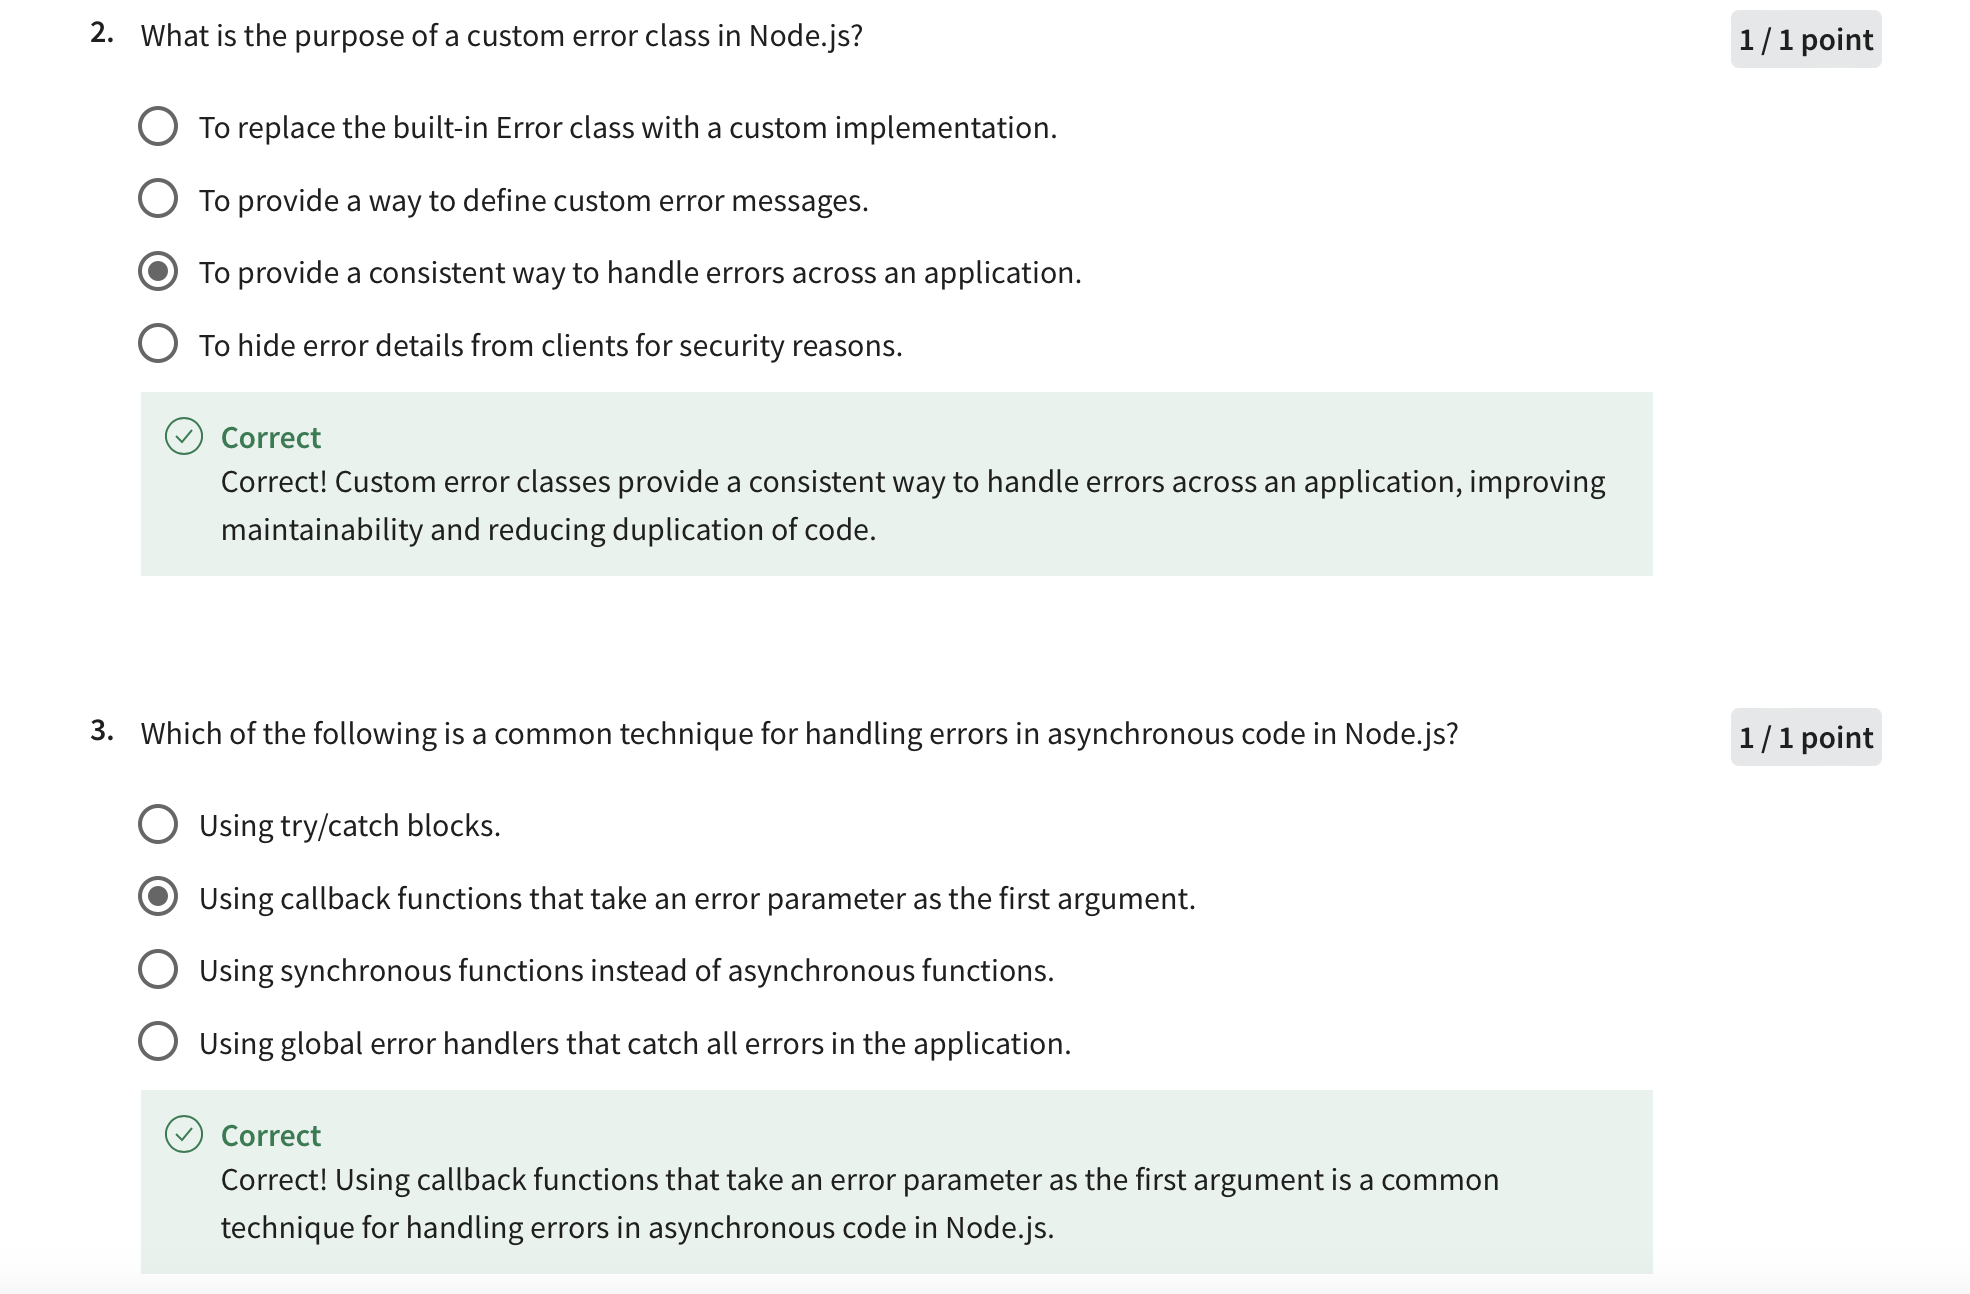 2. What is the purpose of a custom error class in Node.js? 1 / 1 point
To replace the built-in Error class with a custom implementation.
To provide a way to define custom error messages.
To provide a consistent way to handle errors across an application.
To hide error details from clients for security reasons.
Correct
Correct! Custom error classes provide a consistent way to handle errors across an application, improving
maintainability and reducing duplication of code.
3. Which of the following is a common technique for handling errors in asynchronous code in Node.js? 1 / 1 point
Using try/catch blocks.
Using callback functions that take an error parameter as the first argument.
Using synchronous functions instead of asynchronous functions.
Using global error handlers that catch all errors in the application.
Correct
Correct! Using callback functions that take an error parameter as the first argument is a common
technique for handling errors in asynchronous code in Node.js.